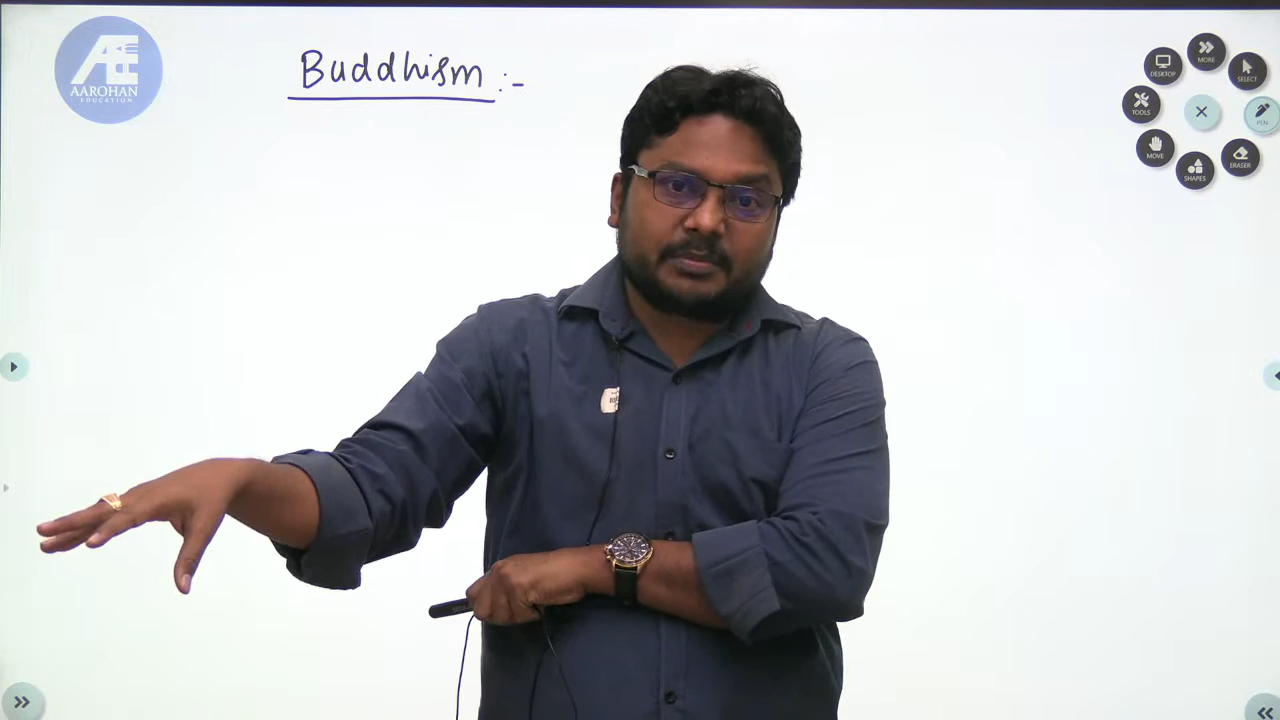 Buddhism :-
AAROHAN
EDUCATION
MORE
DESKTOP
SELECT
TOOLS
PEN
MOVE
ERASER
SHAPES